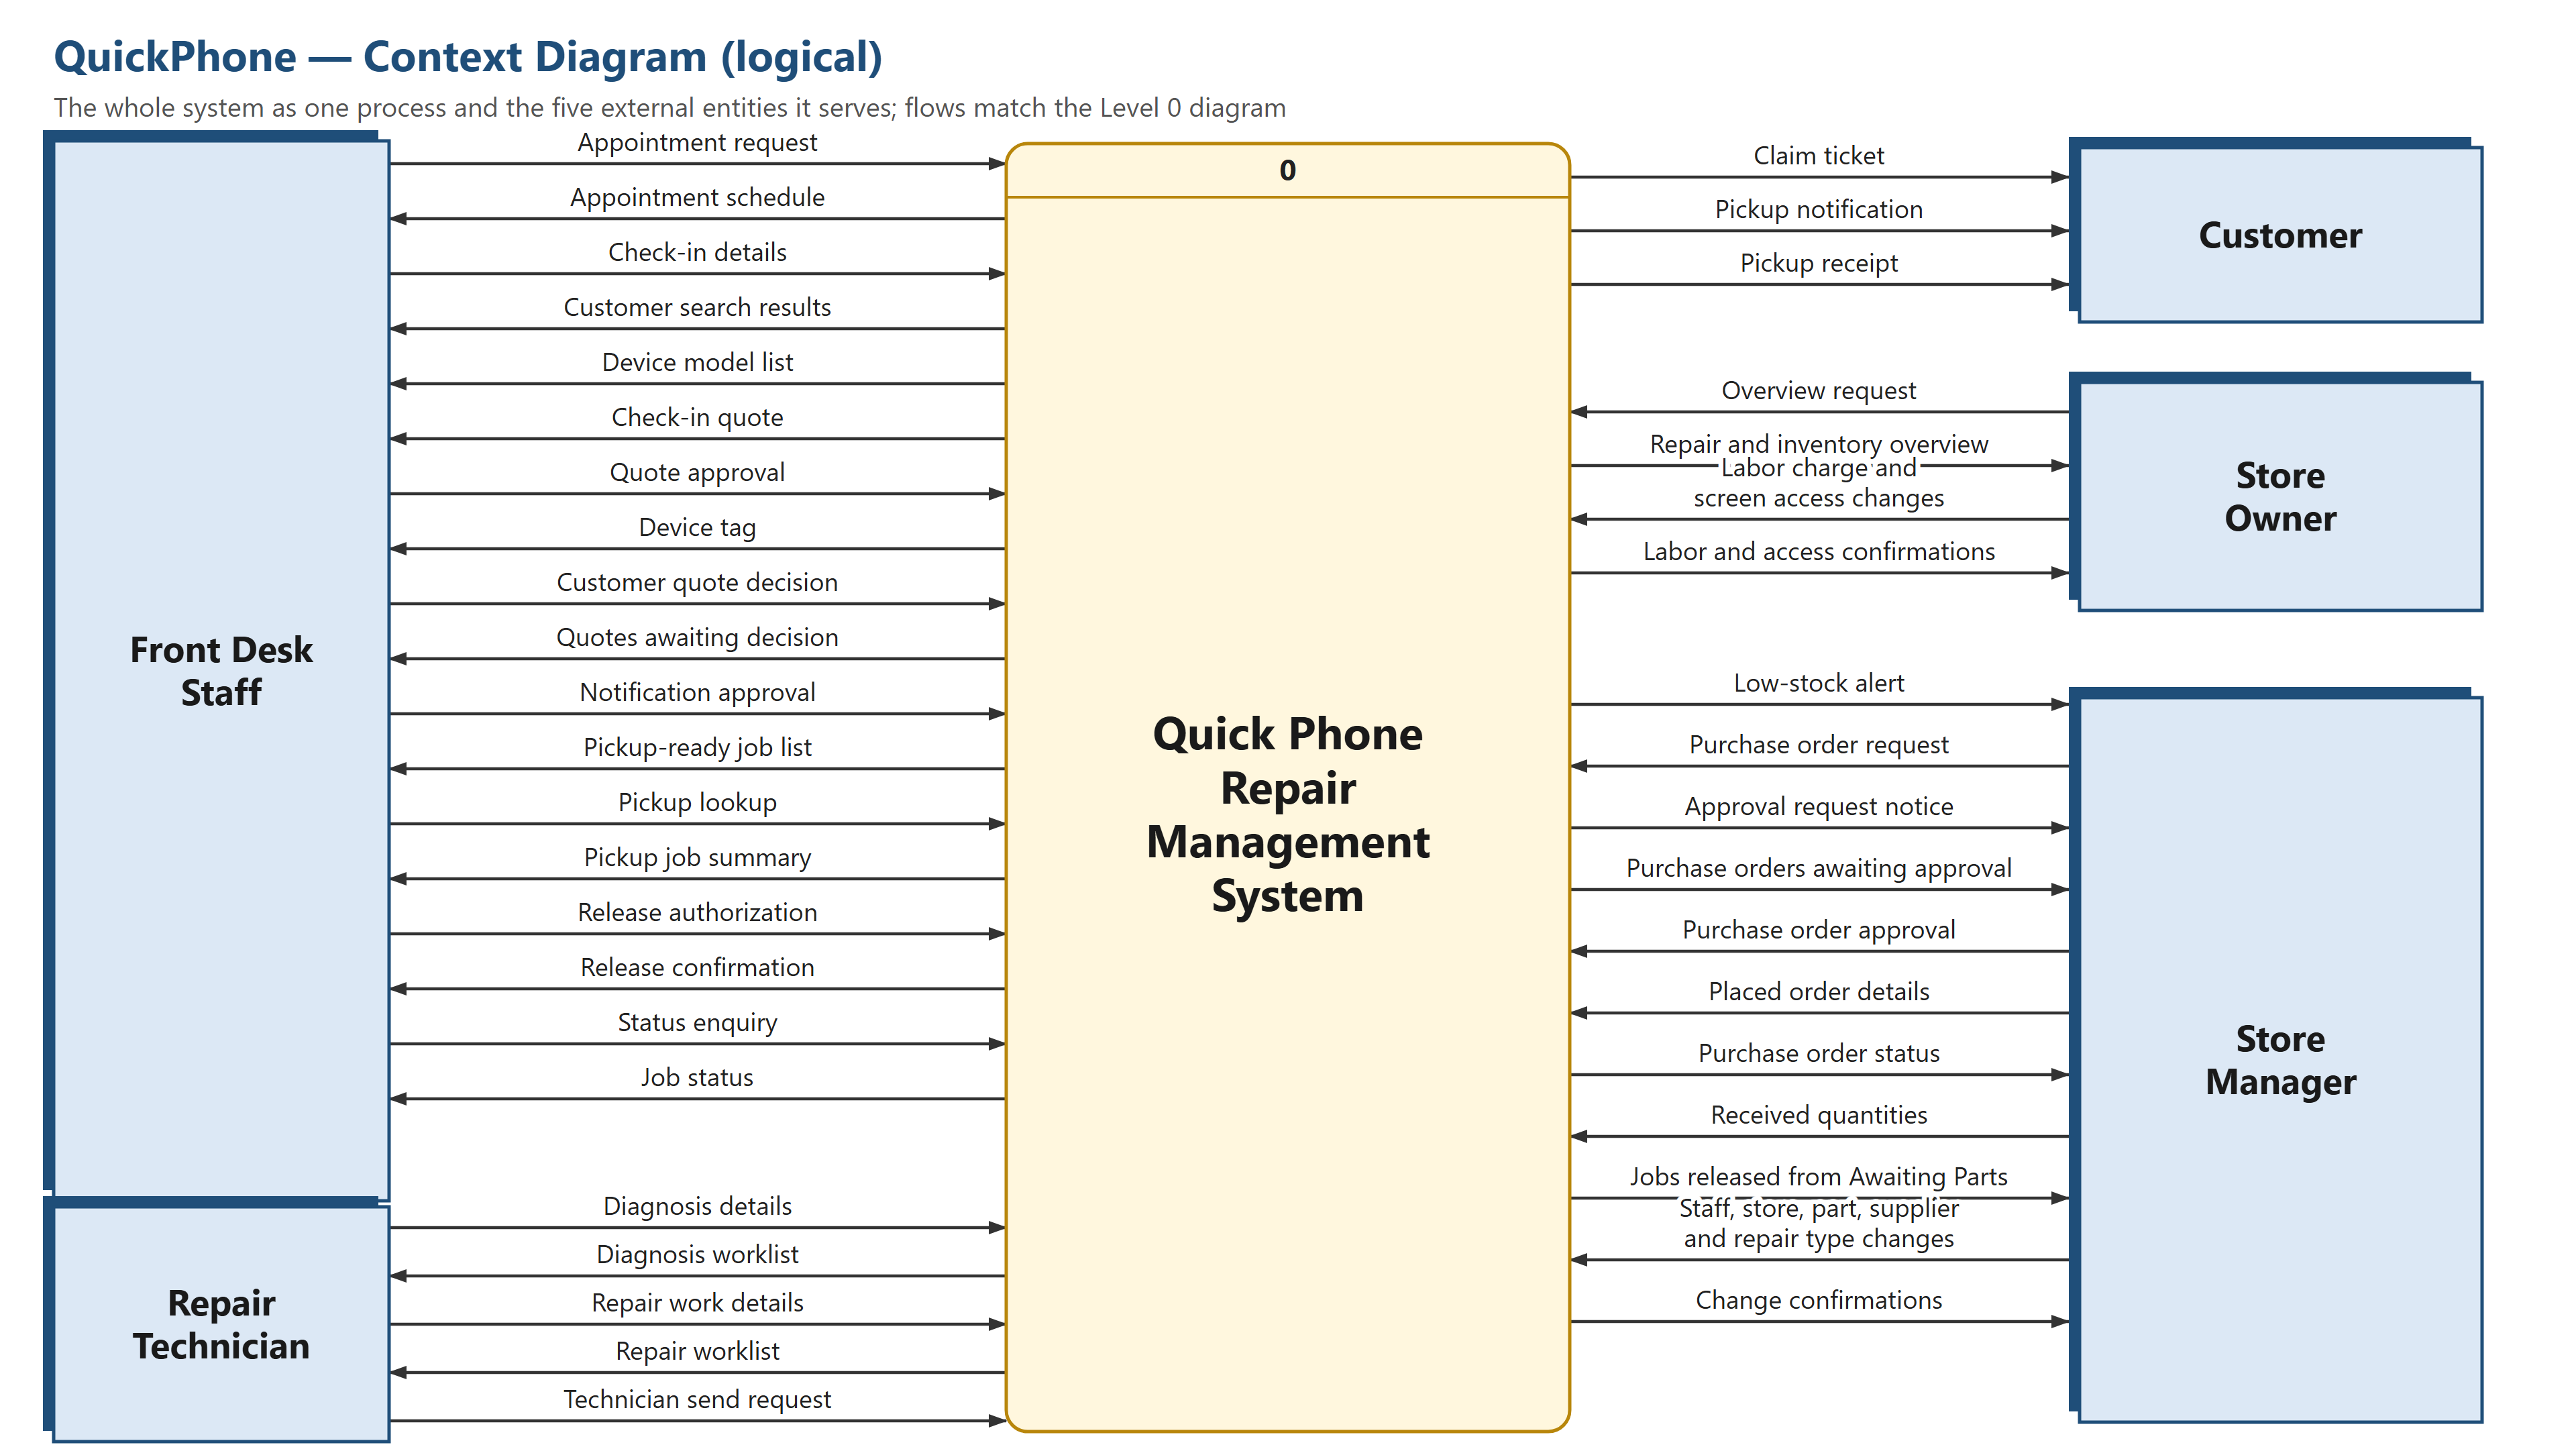 QuickPhone — Context Diagram (logical)
The whole system as one process and the five external entities it serves; flows match the Level 0 diagram
Front Desk
Staff
Appointment request
Appointment schedule
Check-in details
Customer search results
Device model list
Check-in quote
Quote approval
Device tag
Customer quote decision
Quotes awaiting decision
Notification approval
Pickup-ready job list
Pickup lookup
Pickup job summary
Release authorization
Release confirmation
Status enquiry
Job status
Repair
Technician
Diagnosis details
Diagnosis worklist
Repair work details
Repair worklist
Technician send request
0
Quick Phone
Repair
Management
System
Claim ticket
Pickup notification
Pickup receipt
Customer
Overview request
Repair and inventory overview
Labor charge and
screen access changes
Labor and access confirmations
Store
Owner
Low-stock alert
Purchase order request
Approval request notice
Purchase orders awaiting approval
Purchase order approval
Placed order details
Purchase order status
Received quantities
Jobs released from Awaiting Parts
Staff, store, part, supplier
and repair type changes
Change confirmations
Store
Manager